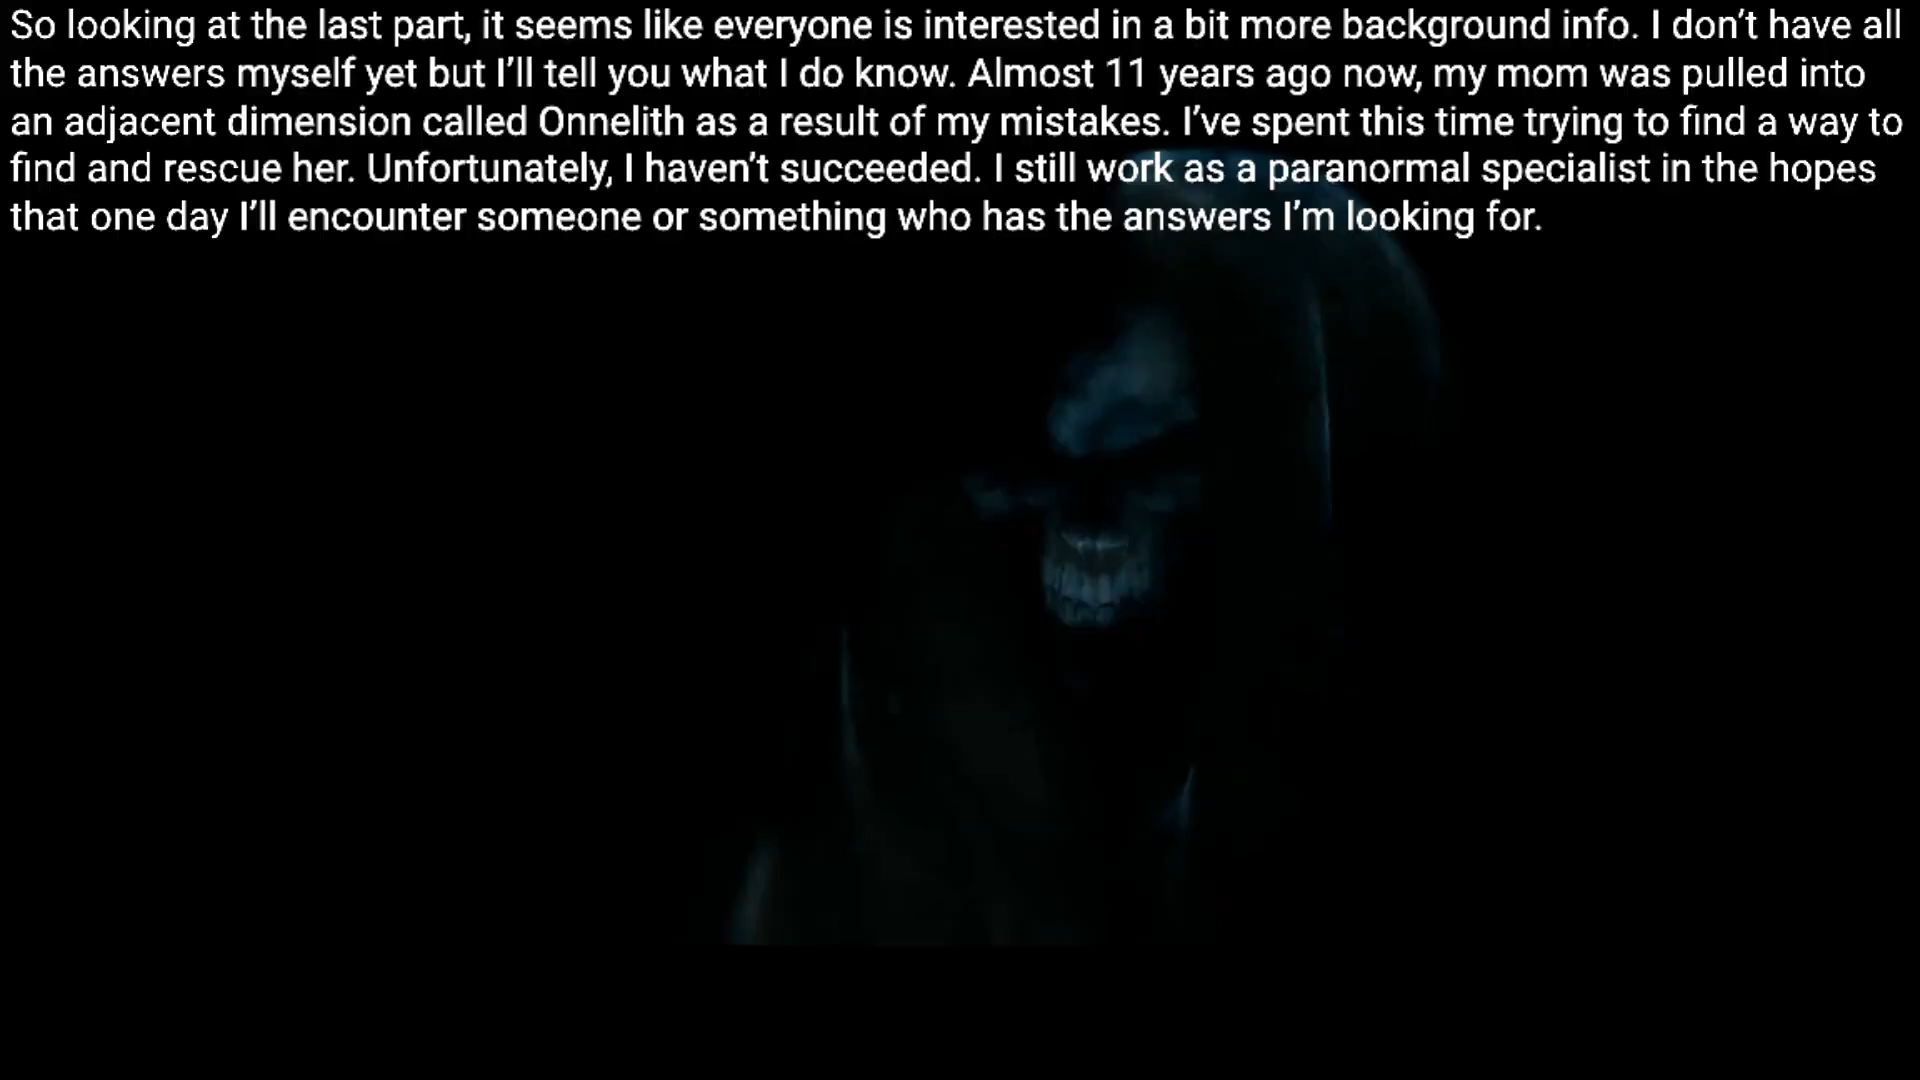 So looking at the last part, it seems like everyone is interested in a bit more background info. I don’t have all
the answers myself yet but I’ll tell you what I do know. Almost 11 years ago now, my mom was pulled into
an adjacent dimension called Onnelith as a result of my mistakes. I’ve spent this time trying to find a way to
find and rescue her. Unfortunately, I haven’t succeeded. I still work as a paranormal specialist in the hopes
that one day I’ll encounter someone or something who has the answers I’m looking for.